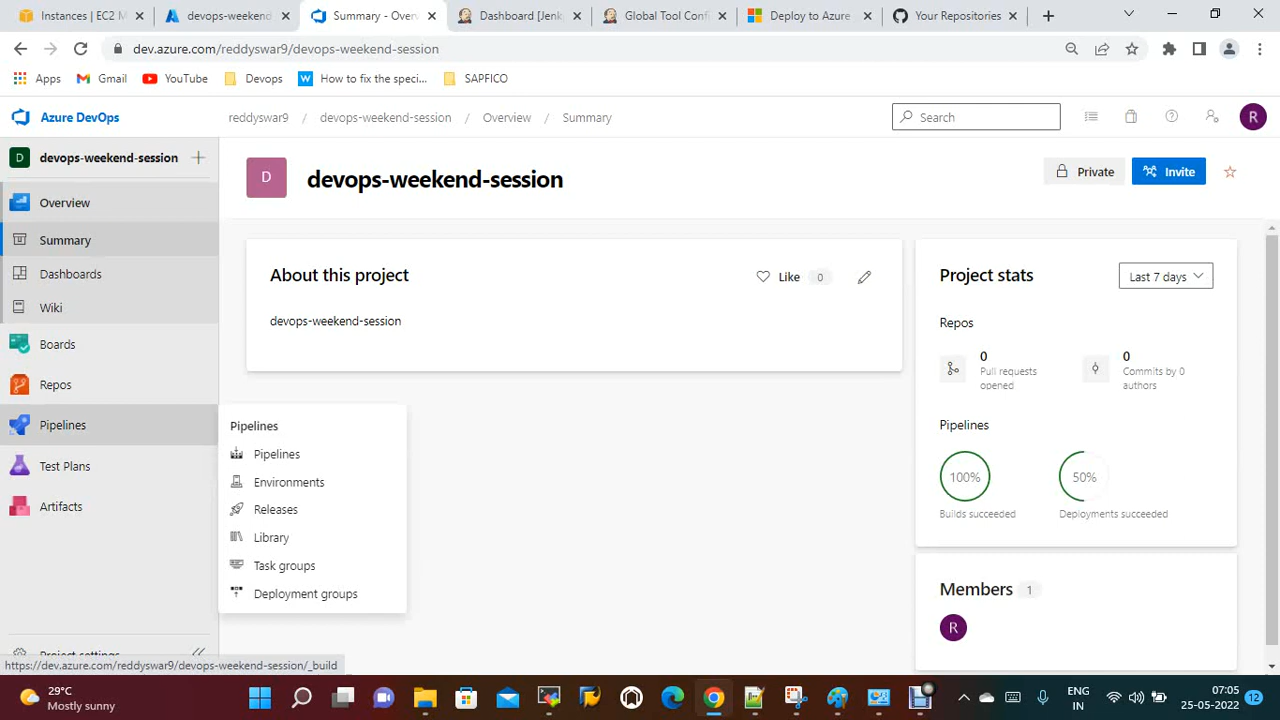 Instances | EC2 M
devops-weekend
Summary - Over
Dashboard [Jenk
Global Tool Conf
Deploy to Azure
Your Repositories
dev.azure.com/reddyswar9/devops-weekend-session
Apps
Gmail
YouTube
Devops
How to fix the speci...
SAPFICO
Azure DevOps
reddyswar9 / devops-weekend-session / Overview / Summary
Search
R
D
devops-weekend-session
D
devops-weekend-session
Private
Invite
Overview
Summary
Dashboards
Wiki
Boards
Repos
Pipelines
Test Plans
Artifacts
Project settings
Pipelines
Pipelines
Environments
Releases
Library
Task groups
Deployment groups
About this project
Like 0
devops-weekend-session
Project stats
Last 7 days
Repos
0
Pull requests
opened
0
Commits by 0
authors
Pipelines
100%
Builds succeeded
50%
Deployments succeeded
Members 1
R
https://dev.azure.com/reddyswar9/devops-weekend-session/_build
29°C
Mostly sunny
ENG
IN
07:05
25-05-2022
12